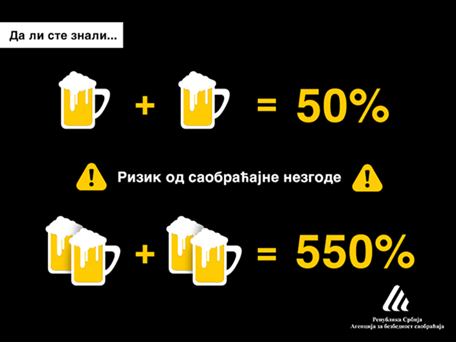 Да ли сте знали...
+ = 50%
Ризик од саобраћајне незгоде
+ = 550%
Република Србија
Агенција за безбедност саобраћаја